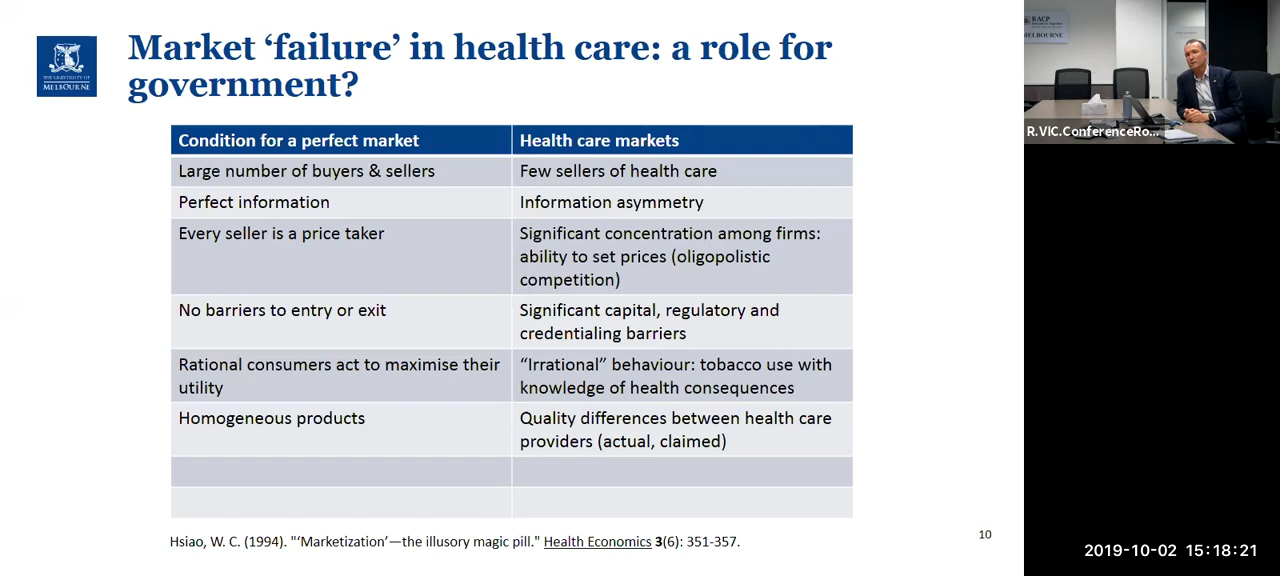 Market ‘failure’ in health care: a role for
government?
THE UNIVERSITY OF
MELBOURNE
Condition for a perfect market
Health care markets
Large number of buyers & sellers
Few sellers of health care
Perfect information
Information asymmetry
Every seller is a price taker
Significant concentration among firms:
ability to set prices (oligopolistic
competition)
No barriers to entry or exit
Significant capital, regulatory and
credentialing barriers
Rational consumers act to maximise their
utility
“Irrational” behaviour: tobacco use with
knowledge of health consequences
Homogeneous products
Quality differences between health care
providers (actual, claimed)
Hsiao, W. C. (1994). "‘Marketization’—the illusory magic pill." Health Economics 3(6): 351-357.
10
RACP
MELBOURNE
R.VIC.ConferenceRo...
2019-10-02 15:18:21